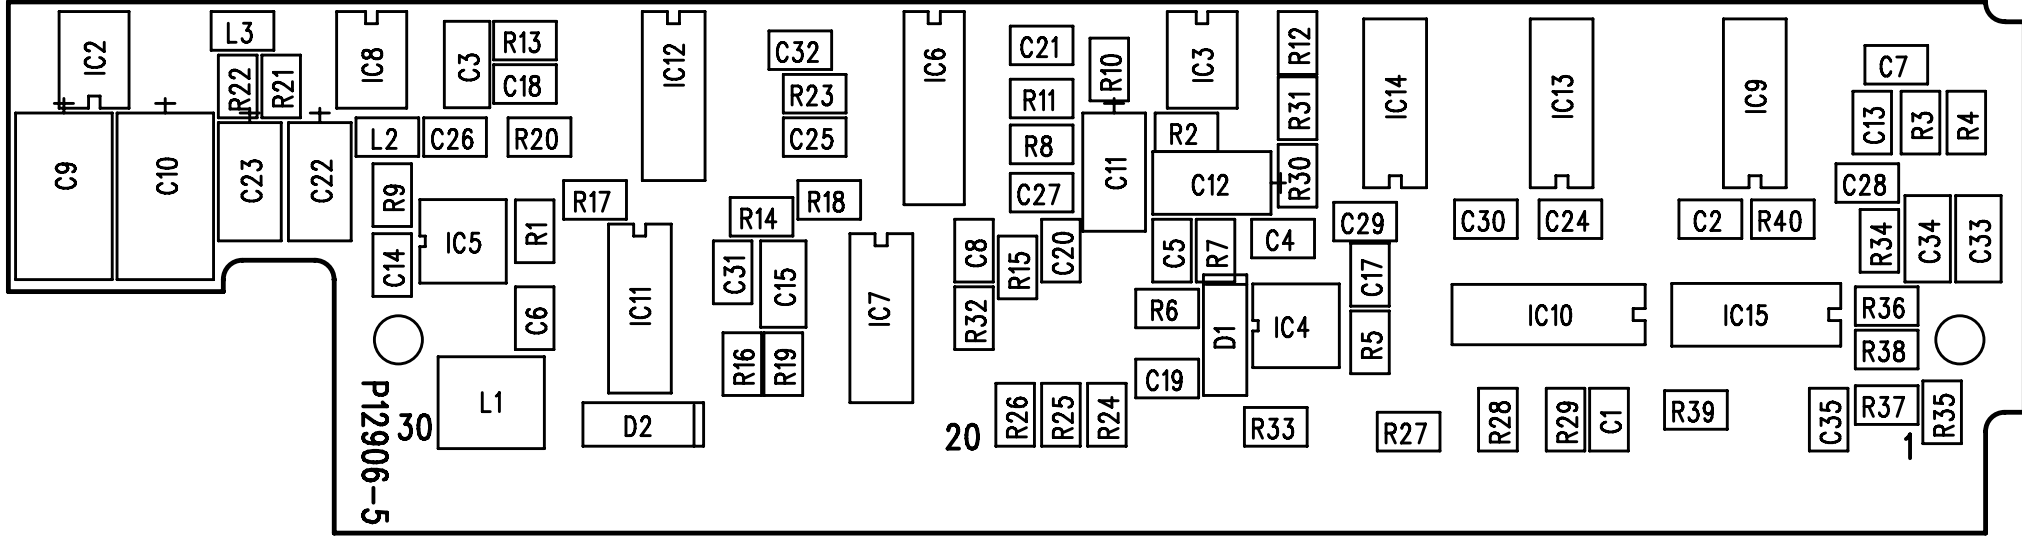 IC2
L3
R22
R21
IC8
C3
R13
C18
IC12
C32
R23
C25
IC6
C21
R11
R8
C27
R10
IC3
R12
R31
R30
IC14
IC13
IC9
C7
C13
R3
R4
C9
C10
C23
C22
L2
C26
R20
R9
C14
IC5
R1
C6
R17
IC11
R14
R18
C31
C15
R16
R19
IC7
C8
R32
R15
C20
C11
R2
C12
C5
R7
C4
R6
D1
IC4
C19
C29
C17
R5
C30
C24
C2
R40
C28
R34
C34
C33
IC10
IC15
R36
R38
P12906-5
30
L1
D2
20
R26
R25
R24
R33
R27
R28
R29
C1
R39
C35
R37
R35
1